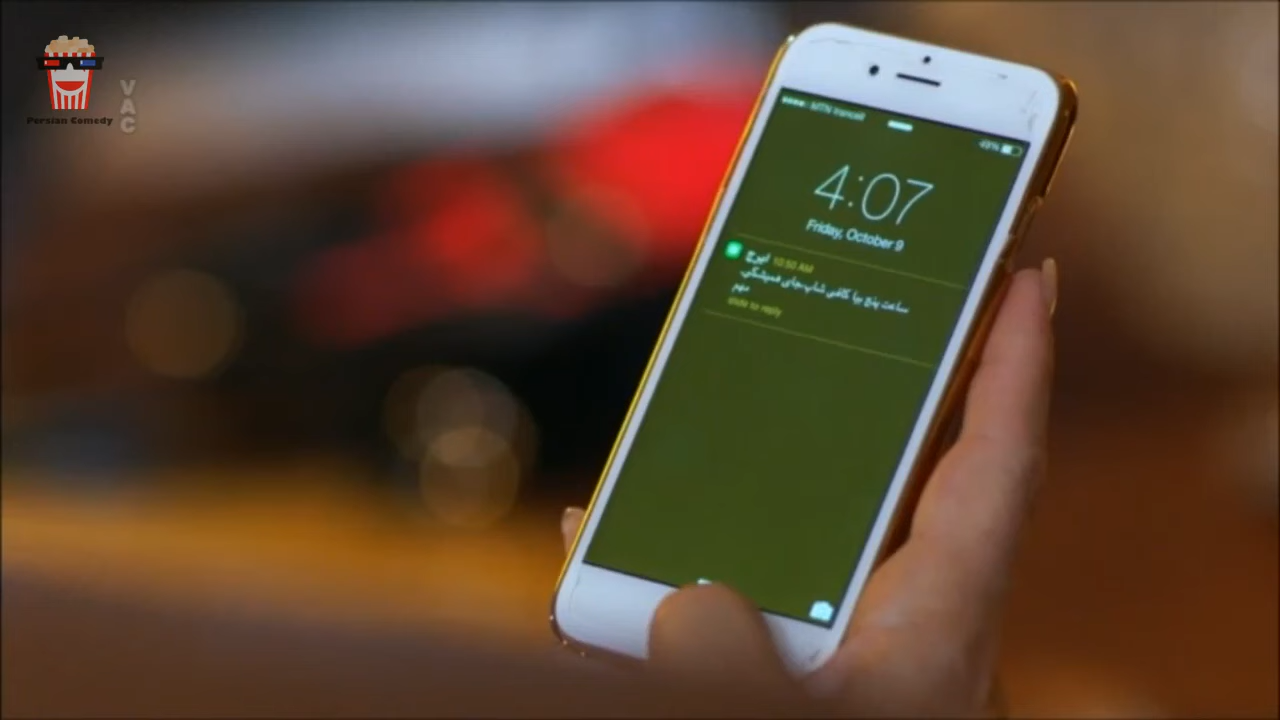 Persian Comedy
VAC
MTN Irancell
49%
4:07
Friday, October 9
ایرج 10:50 AM
ساعت پنج بیا کافی شاپ.جای همیشگی.
مهم
slide to reply